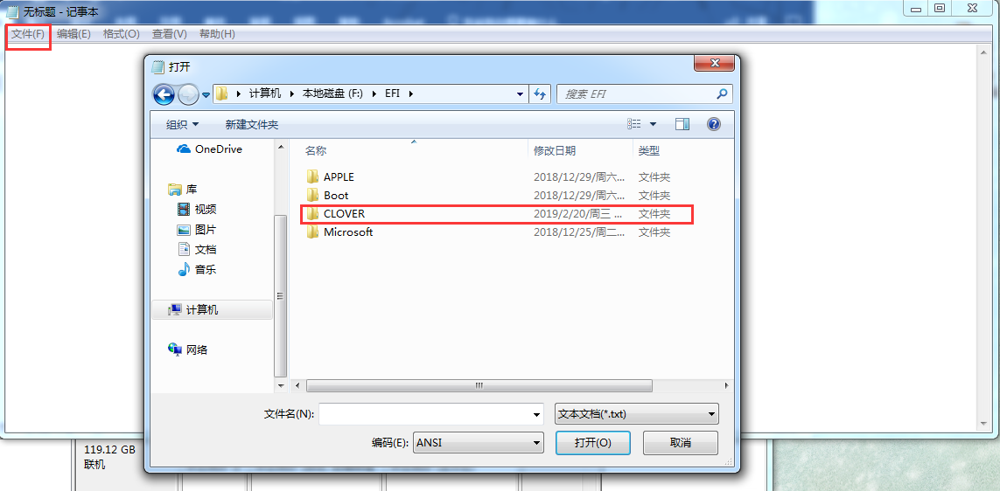 无标题 - 记事本
文件(F) 编辑(E) 格式(O) 查看(V) 帮助(H)
打开
计算机 本地磁盘 (F:) EFI
搜索 EFI
组织 新建文件夹
OneDrive
库
视频
图片
文档
音乐
计算机
网络
名称 修改日期 类型
APPLE 2018/12/29/周六... 文件夹
Boot 2018/12/29/周六... 文件夹
CLOVER 2019/2/20/周三 ... 文件夹
Microsoft 2018/12/25/周二... 文件夹
文件名(N): 文本文档(*.txt)
编码(E): ANSI 打开(O) 取消
119.12 GB
联机